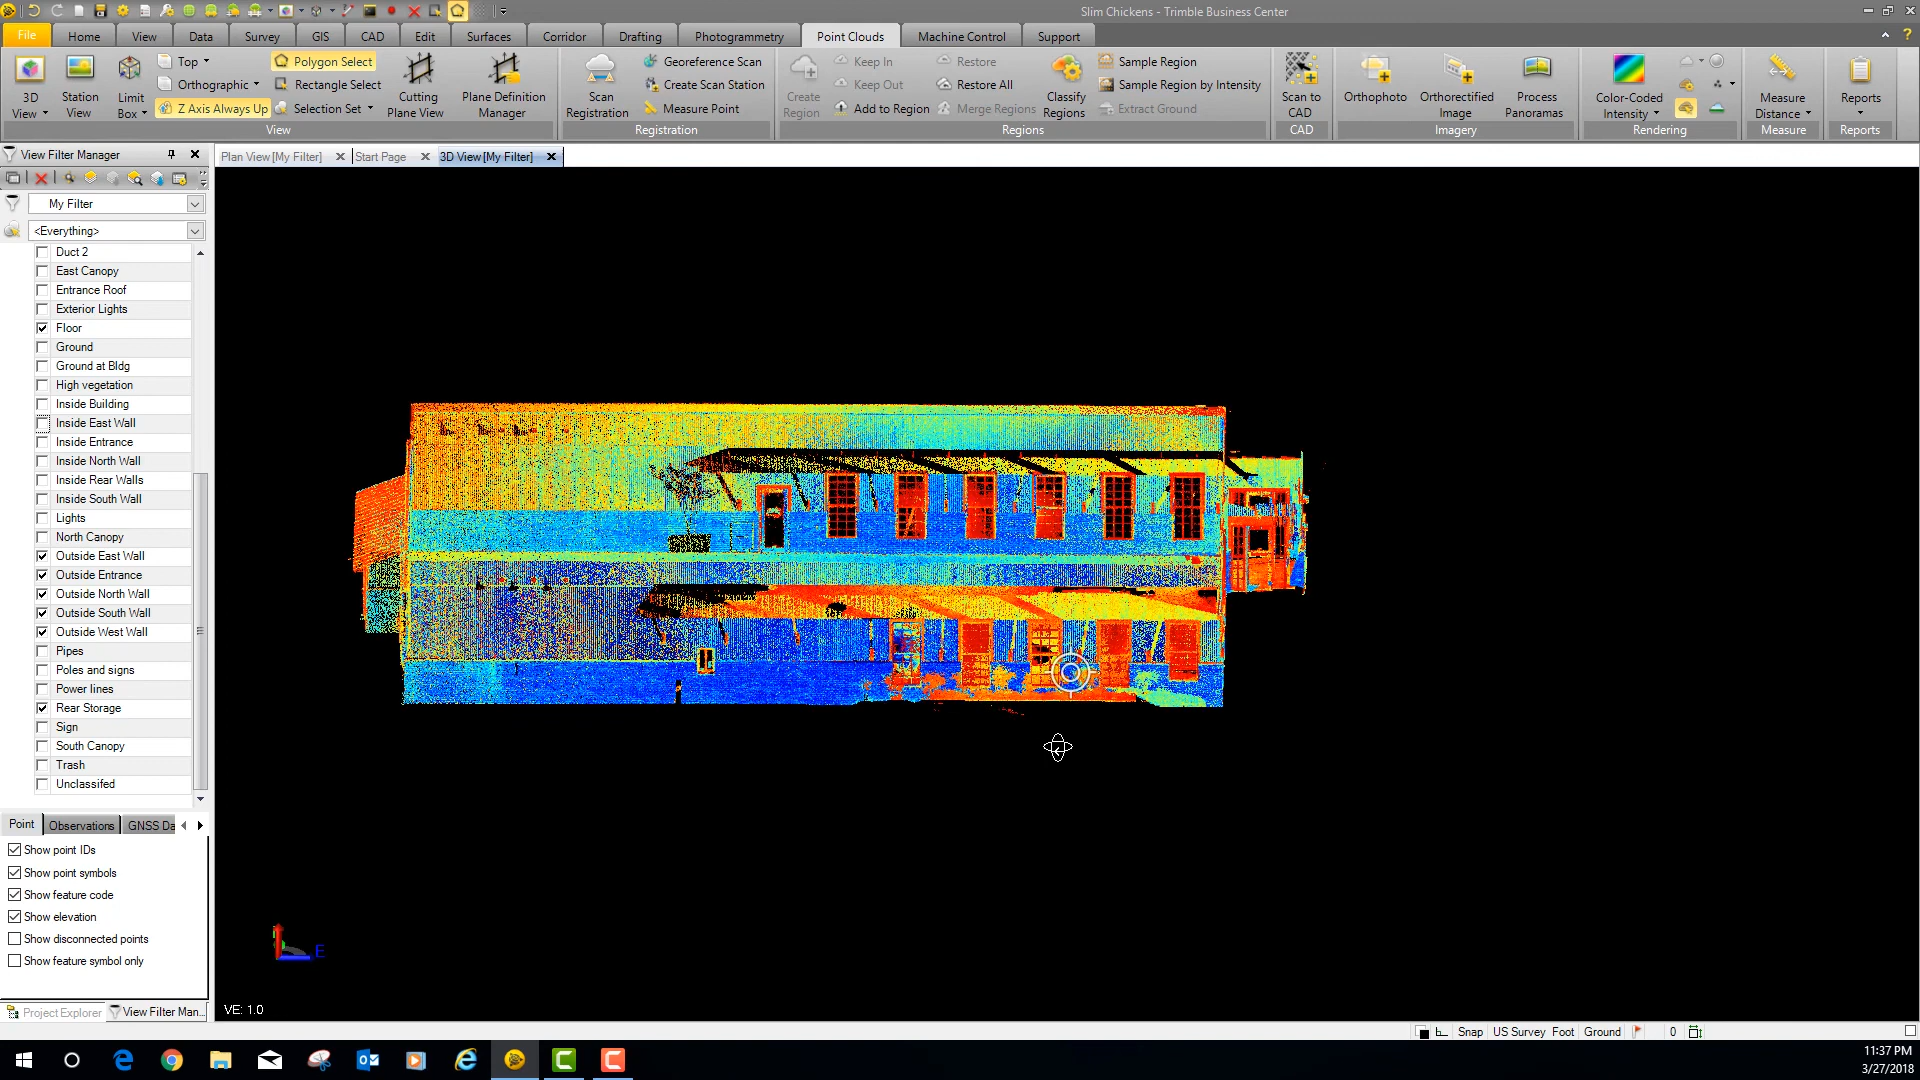 Slim Chickens - Trimble Business Center
File Home View Data Survey GIS CAD Edit Surfaces Corridor Drafting Photogrammetry Point Clouds Machine Control Support
3D View
Station View
Limit Box
Top
Orthographic
Z Axis Always Up
Polygon Select
Rectangle Select
Selection Set
Cutting Plane View
Plane Definition Manager
View
Scan Registration
Georeference Scan
Create Scan Station
Measure Point
Registration
Create Region
Keep In
Keep Out
Add to Region
Restore
Restore All
Merge Regions
Classify Regions
Sample Region
Sample Region by Intensity
Extract Ground
Regions
Scan to CAD
CAD
Orthophoto
Orthorectified Image
Process Panoramas
Imagery
Color-Coded Intensity
Rendering
Measure Distance
Measure
Reports
Reports
View Filter Manager
Plan View [My Filter] Start Page 3D View [My Filter]
My Filter
<Everything>
Duct 2
East Canopy
Entrance Roof
Exterior Lights
Floor
Ground
Ground at Bldg
High vegetation
Inside Building
Inside East Wall
Inside Entrance
Inside North Wall
Inside Rear Walls
Inside South Wall
Lights
North Canopy
Outside East Wall
Outside Entrance
Outside North Wall
Outside South Wall
Outside West Wall
Pipes
Poles and signs
Power lines
Rear Storage
Sign
South Canopy
Trash
Unclassifed
Point Observations GNSS Da
Show point IDs
Show point symbols
Show feature code
Show elevation
Show disconnected points
Show feature symbol only
E
VE: 1.0
Project Explorer View Filter Man...
Snap US Survey Foot Ground 0
11:37 PM
3/27/2018